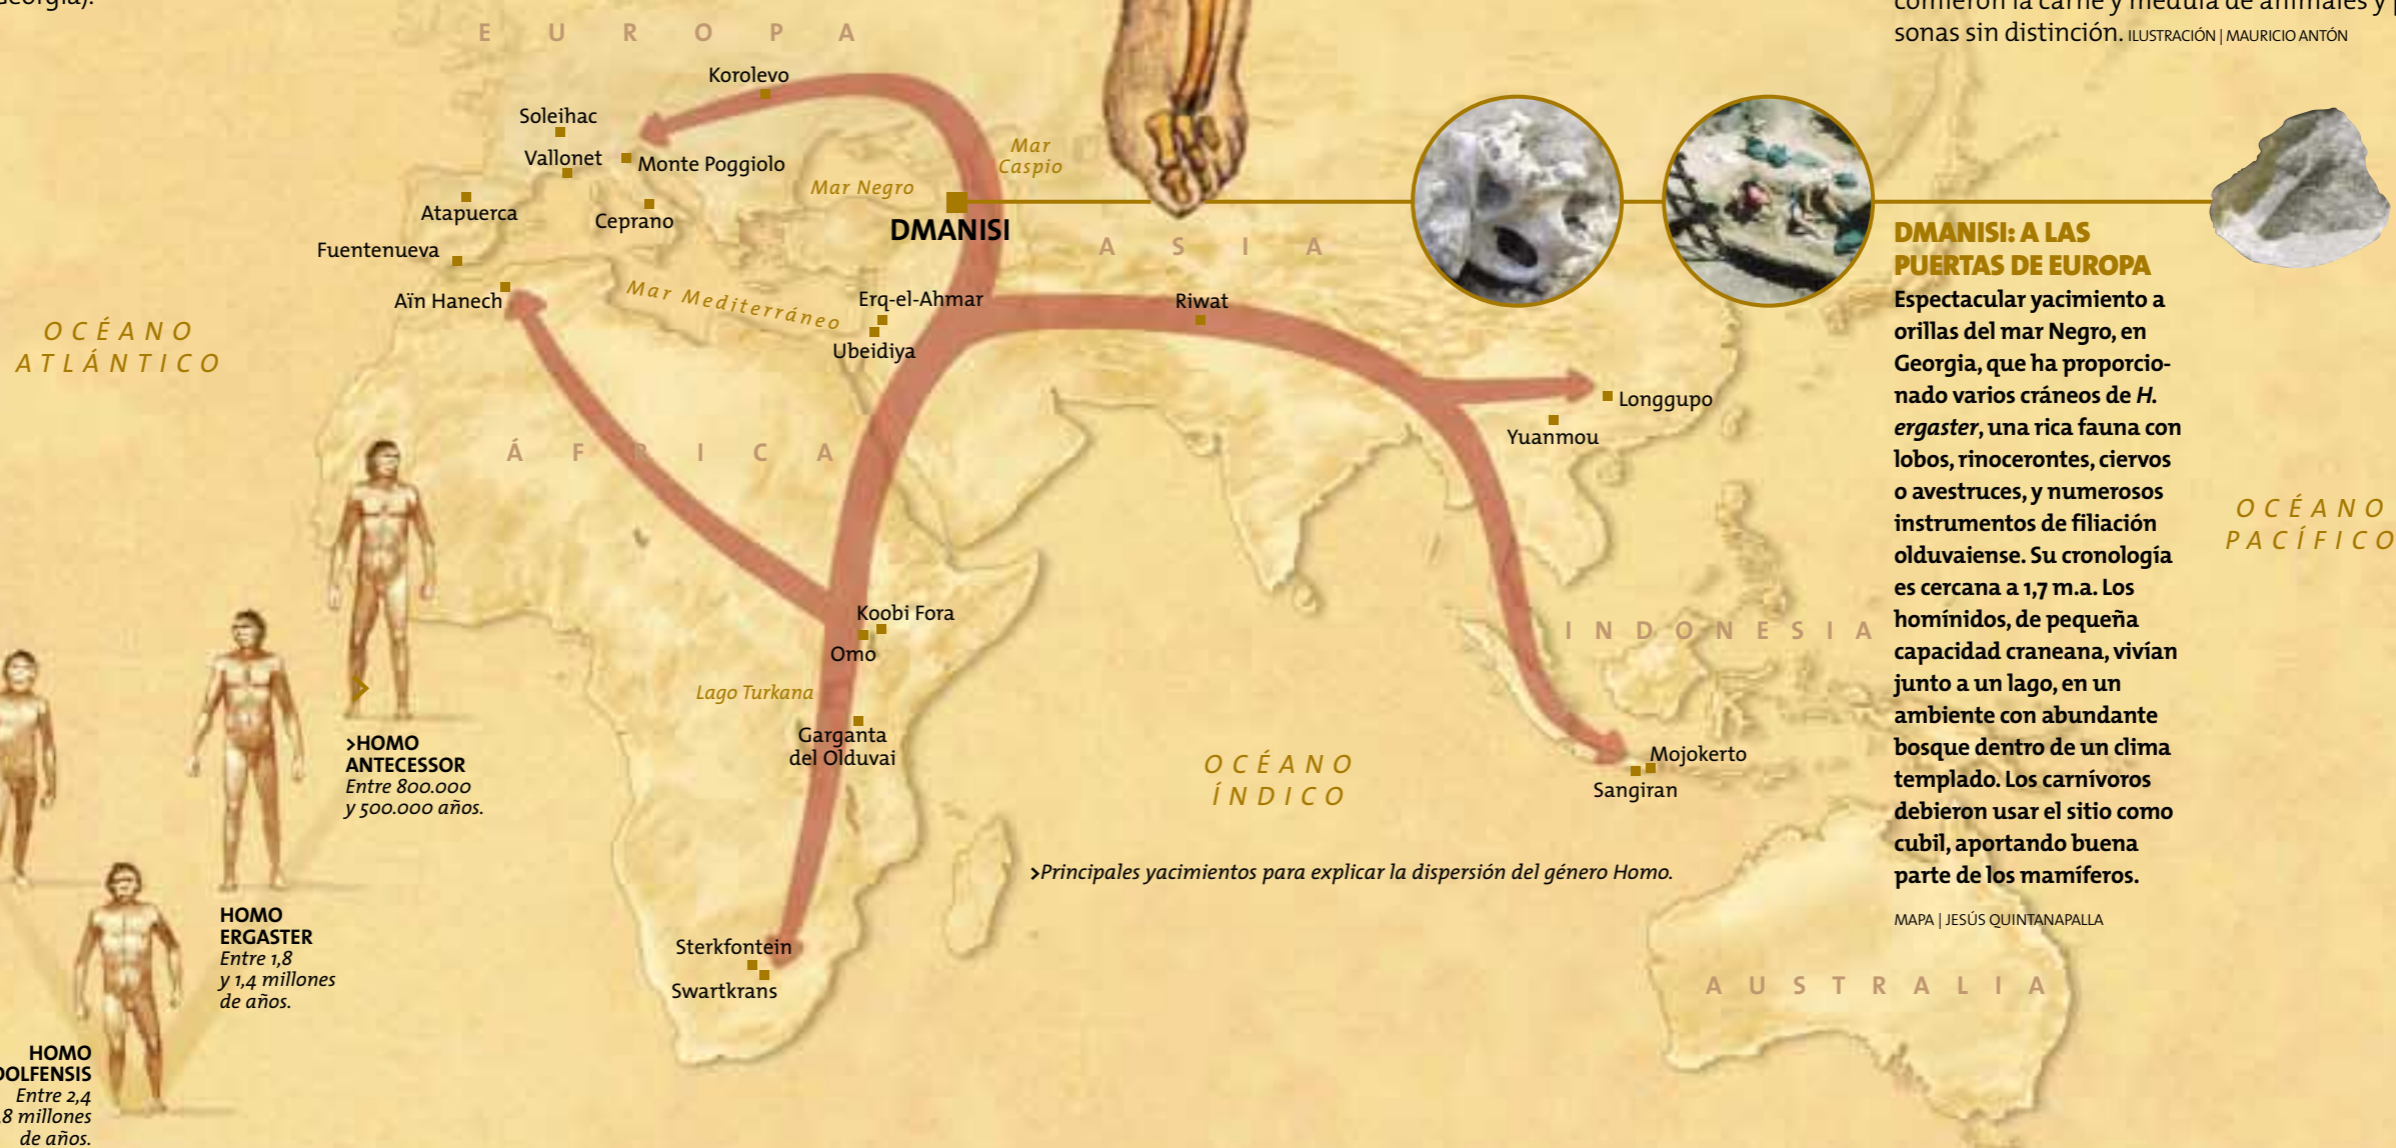 sonas sin distinción. ILUSTRACIÓN | MAURICIO ANTÓN
EUROPA
Korolevo
Soleihac
Vallonet
Monte Poggiolo
Mar
Caspio
Mar Negro
Atapuerca
Ceprano
DMANISI
Fuentenueva
ASIA
Aïn Hanech
Mar Mediterráneo
Erq-el-Ahmar
Riwat
Ubeidiya
OCÉANO
ATLÁNTICO
Longgupo
Yuanmou
ÁFRICA
Koobi Fora
Omo
Lago Turkana
Garganta
del Olduvai
INDONESIA
Mojokerto
Sangiran
OCÉANO
ÍNDICO
>Principales yacimientos para explicar la dispersión del género Homo.
Sterkfontein
Swartkrans
AUSTRALIA
OCÉANO
PACÍFICO
>HOMO
ANTECESSOR
Entre 800.000
y 500.000 años.
HOMO
ERGASTER
Entre 1,8
y 1,4 millones
de años.
HOMO
Entre 2,4
millones
de años.
DMANISI: A LAS
PUERTAS DE EUROPA
Espectacular yacimiento a
orillas del mar Negro, en
Georgia, que ha proporcio-
nado varios cráneos de H.
ergaster, una rica fauna con
lobos, rinocerontes, ciervos
o avestruces, y numerosos
instrumentos de filiación
olduvaiense. Su cronología
es cercana a 1,7 m.a. Los
homínidos, de pequeña
capacidad craneana, vivían
junto a un lago, en un
ambiente con abundante
bosque dentro de un clima
templado. Los carnívoros
debieron usar el sitio como
cubil, aportando buena
parte de los mamíferos.
MAPA | JESÚS QUINTANAPALLA